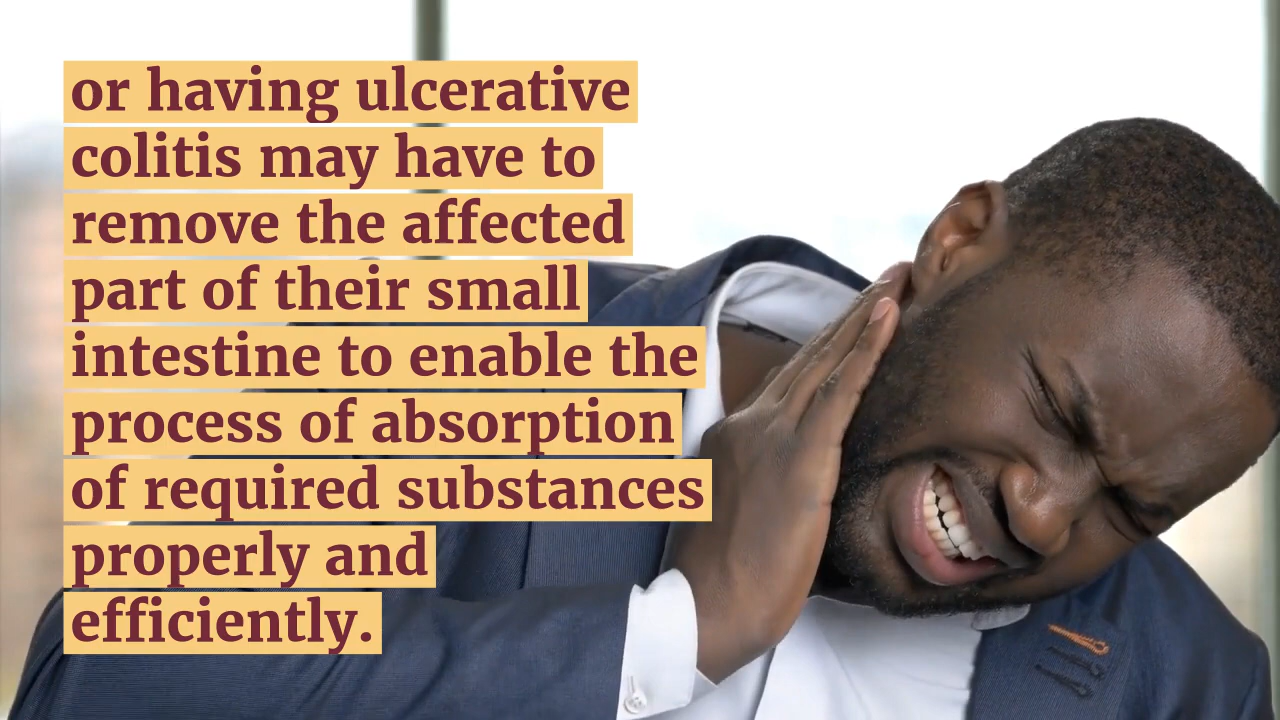 or having ulcerative
colitis may have to
remove the affected
part of their small
intestine to enable the
process of absorption
of required substances
properly and
efficiently.